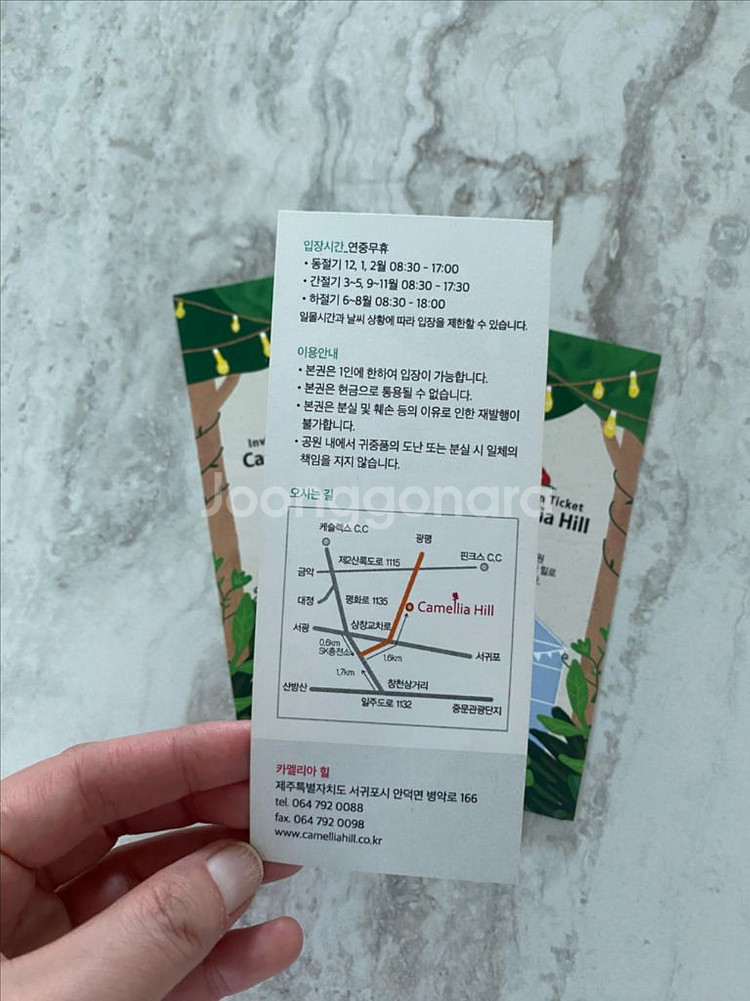 입장시간_연중무휴
• 동절기 12, 1, 2월 08:30 - 17:00
• 간절기 3~5, 9~11월 08:30 - 17:30
• 하절기 6~8월 08:30 - 18:00
일몰시간과 날씨 상황에 따라 입장을 제한할 수 있습니다.
이용안내
• 본권은 1인에 한하여 입장이 가능합니다.
• 본권은 현금으로 통용될 수 없습니다.
• 본권은 분실 및 훼손 등의 이유로 인한 재발행이
불가합니다.
• 공원 내에서 귀중품의 도난 또는 분실 시 일체의
책임을 지지 않습니다.
오시는 길
Joonggonara
케슬렉스 C.C
광평
핀크스 C.C
제2산록도로 1115
금악
대정
평화로 1135
Camellia Hill
서광
상창교차로
0.6km
SK충전소
1.6km
서귀포
1.7km
창천삼거리
산방산
일주도로 1132
중문관광단지
카멜리아 힐
제주특별자치도 서귀포시 안덕면 병악로 166
tel. 064 792 0088
fax. 064 792 0098
www.camelliahill.co.kr
Inv
Ca
n Ticket
ia Hill
원
힐로